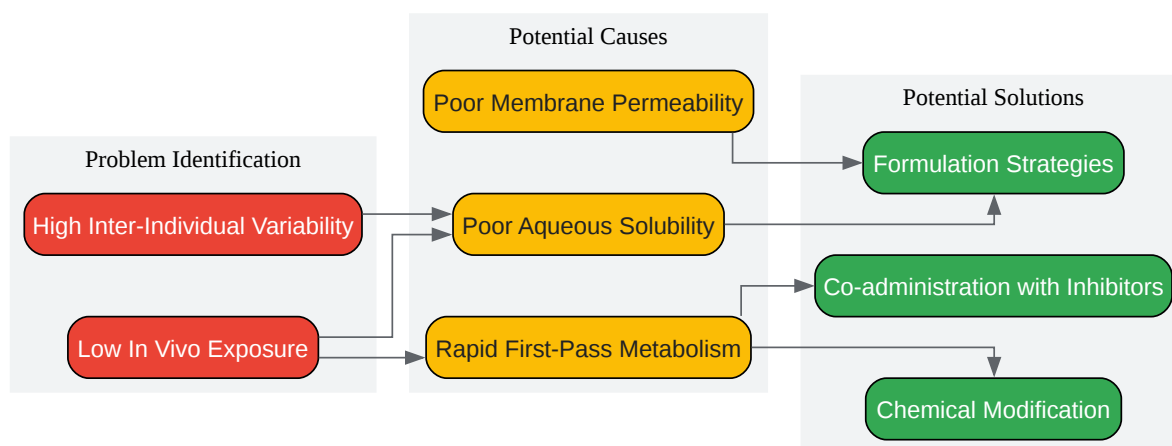 Problem Identification
High Inter-Individual Variability
Low In Vivo Exposure
Potential Causes
Poor Membrane Permeability
Poor Aqueous Solubility
Rapid First-Pass Metabolism
Potential Solutions
Formulation Strategies
Co-administration with Inhibitors
Chemical Modification